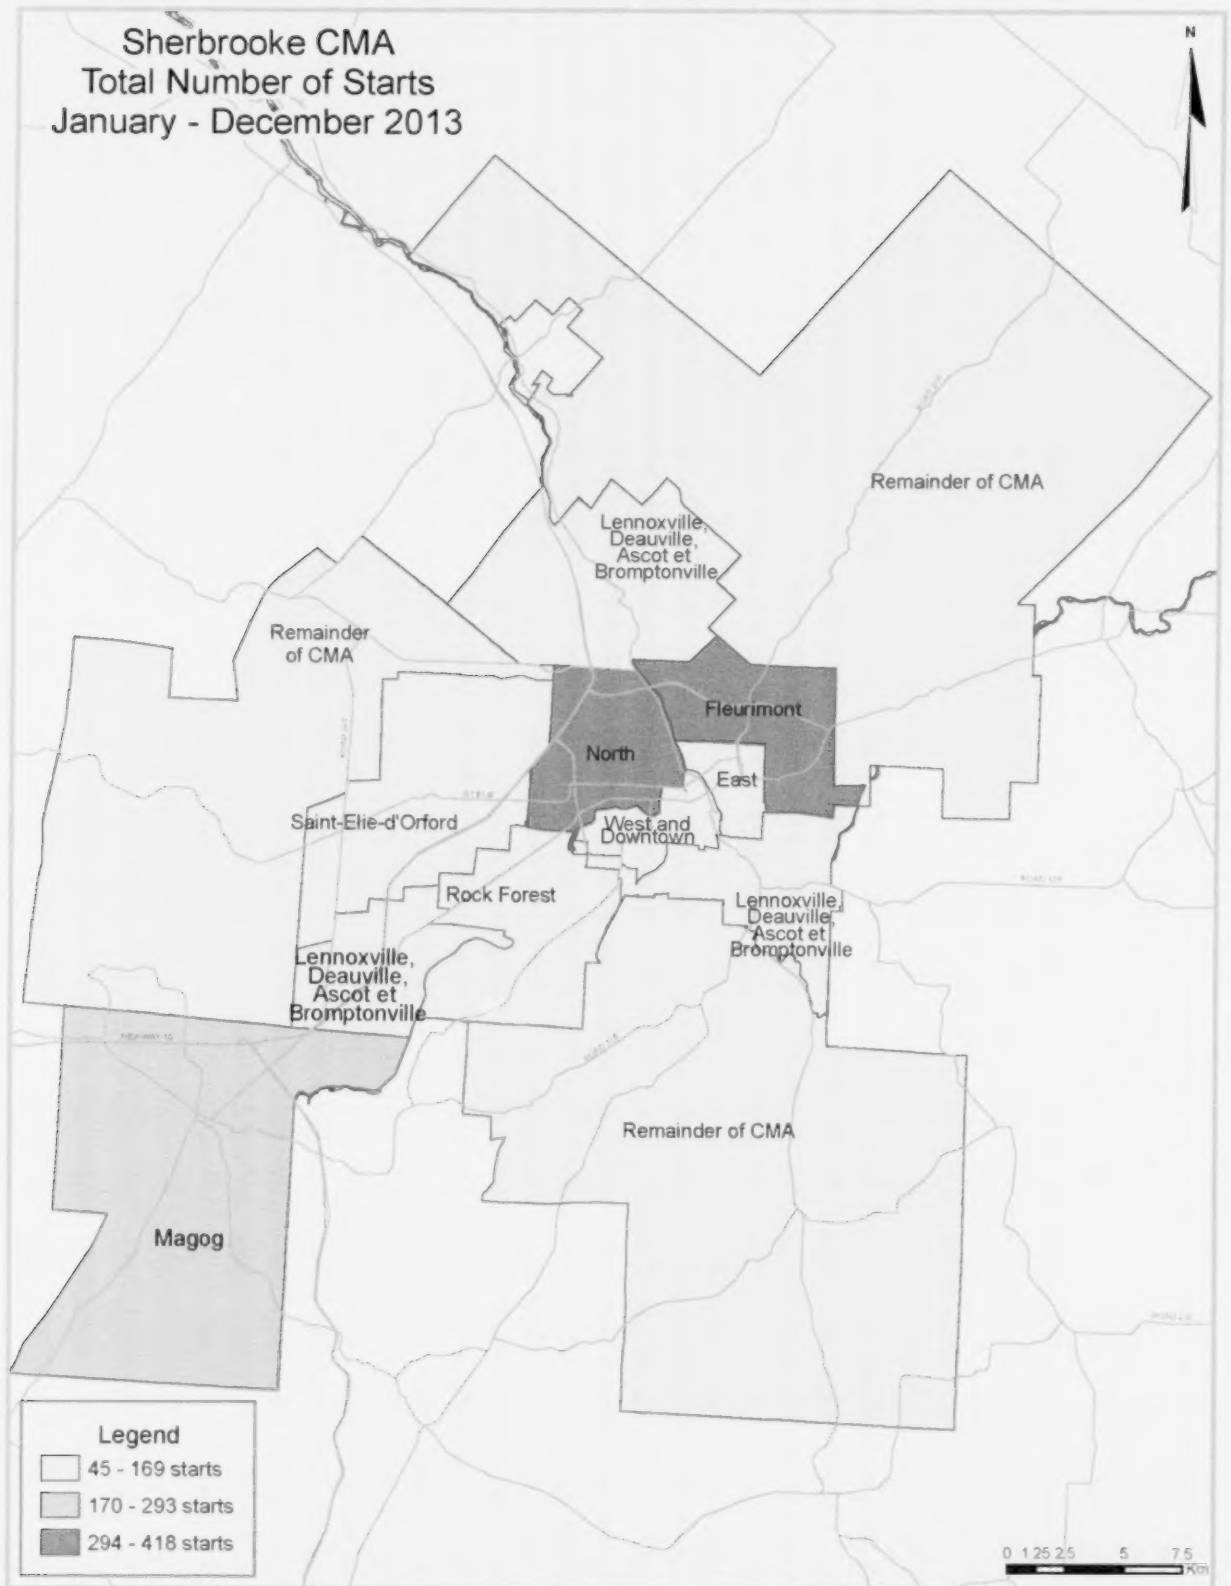 Sherbrooke CMA
Total Number of Starts
January - December 2013
N
Remainder of CMA
Lennoxville,
Deauville,
Ascot et
Bromptonville
Remainder
of CMA
Fleurimont
North
East
Saint-Elie-d'Orford
West and
Downtown
Rock Forest
Lennoxville,
Deauville,
Ascot et
Bromptonville
Lennoxville,
Deauville,
Ascot et
Bromptonville
HIGHWAY 10
Remainder of CMA
Magog
Legend
45 - 169 starts
170 - 293 starts
294 - 418 starts
0 1.25 2.5 5 7.5
Km